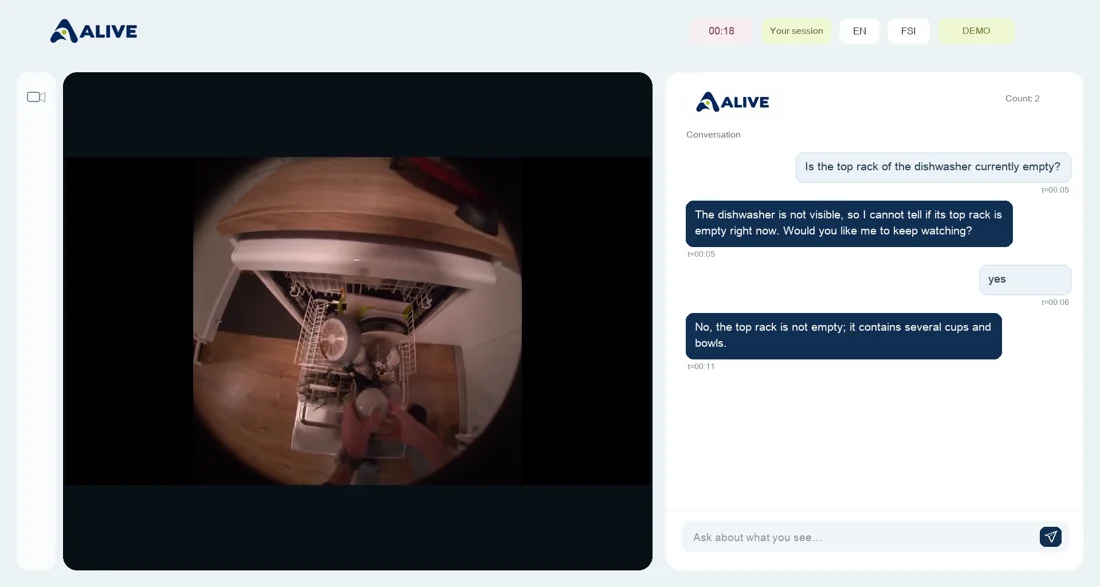 ALIVE
00:18
Your session
EN
FSI
DEMO
ALIVE
Count: 2
Conversation
Is the top rack of the dishwasher currently empty?
t=00:05
The dishwasher is not visible, so I cannot tell if its top rack is
empty right now. Would you like me to keep watching?
t=00:05
yes
t=00:06
No, the top rack is not empty; it contains several cups and
bowls.
t=00:11
Ask about what you see...